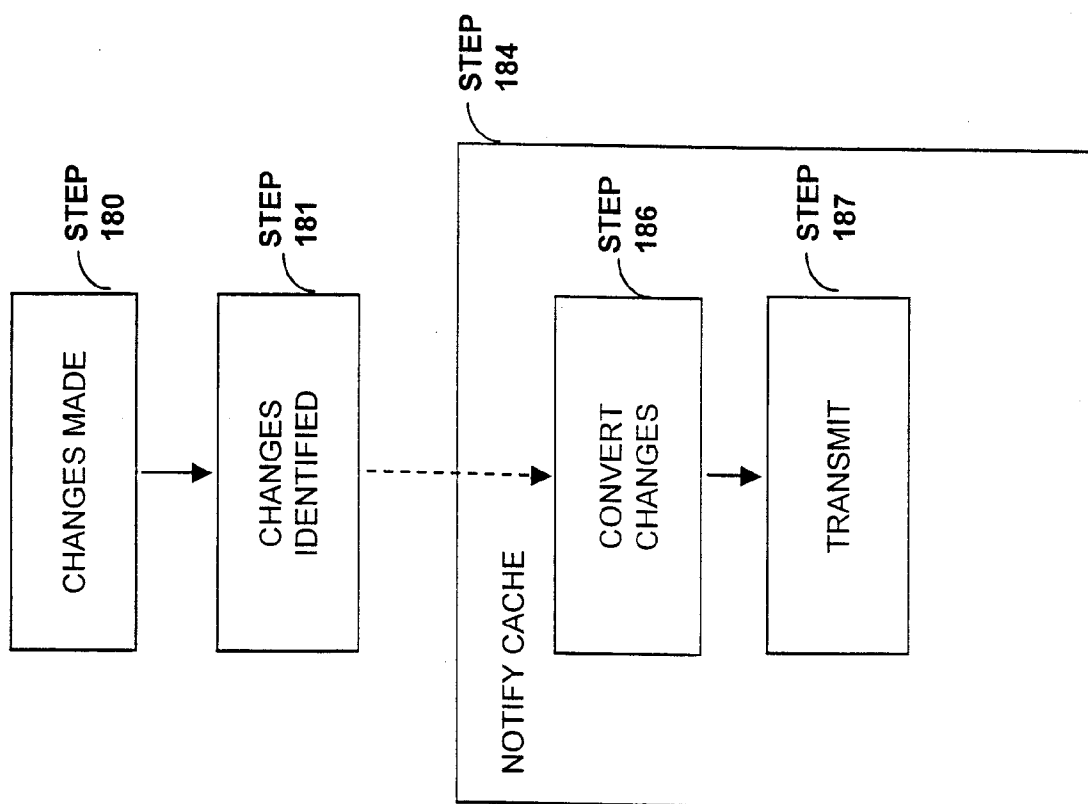 CHANGES MADE
STEP
180
CHANGES
IDENTIFIED
STEP
181
STEP
184
NOTIFY CACHE
CONVERT
CHANGES
STEP
186
TRANSMIT
STEP
187